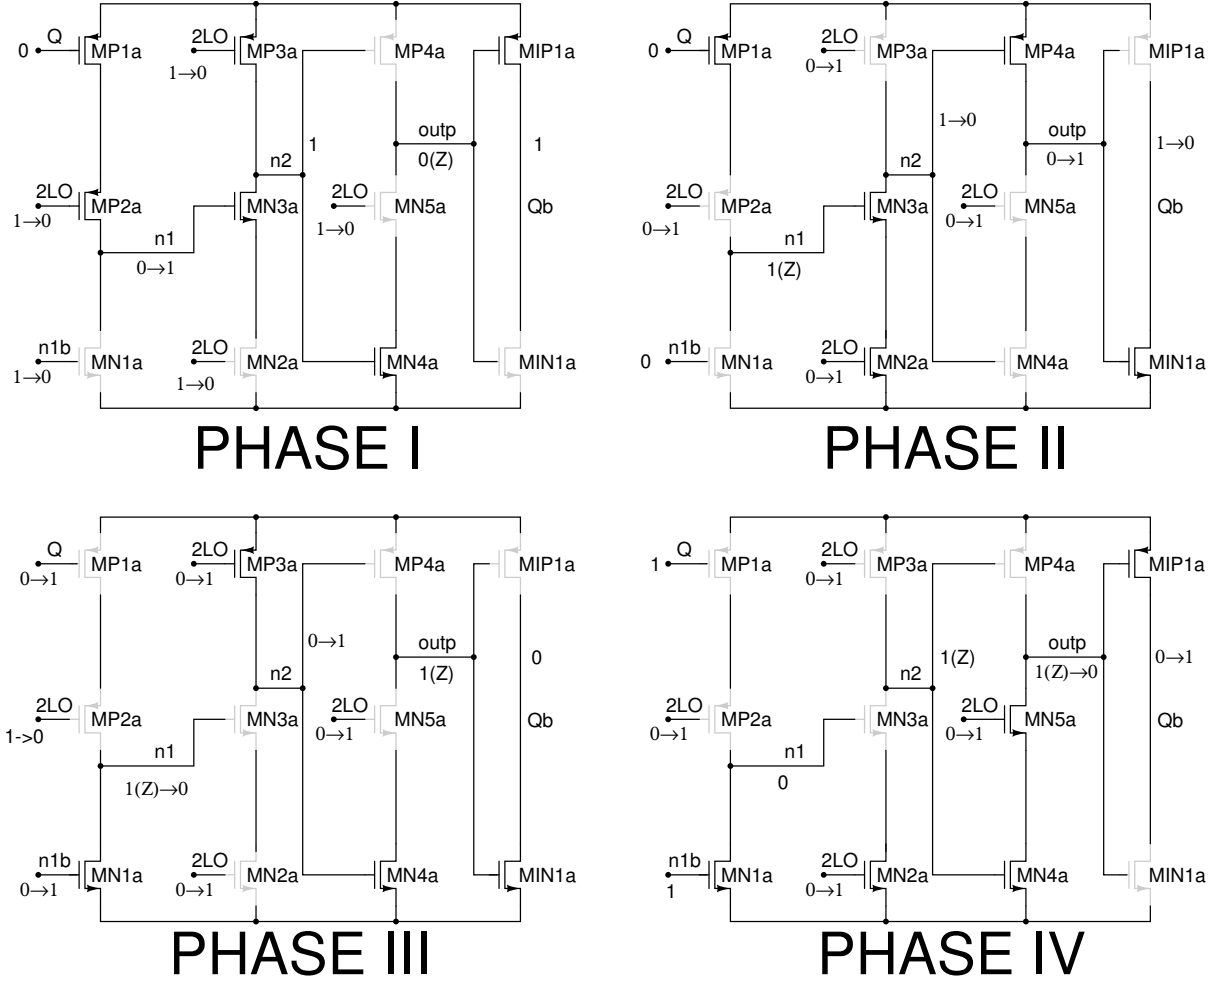 Q 2LO
0 MP1a MP3a MP4a MIP1a
1→0
outp
n2 1 0(Z) 1
2LO 2LO
MP2a MN3a MN5a Qb
1→0 n1 1→0
0→1
n1b 2LO
MN1a MN2a MN4a MIN1a
1→0 1→0
PHASE I
Q 2LO
0 MP1a MP3a MP4a MIP1a
0→1
1→0 outp 1→0
n2 0→1
2LO 2LO
MP2a MN3a MN5a Qb
0→1 n1 0→1
1(Z)
n1b 2LO
0 MN1a MN2a MN4a MIN1a
0→1
PHASE II
Q 2LO
MP1a MP3a MP4a MIP1a
0→1 0→1
0→1 outp
n2 1(Z) 0
2LO 2LO
MP2a MN3a MN5a Qb
1->0 n1 0→1
1(Z)→0
n1b 2LO
MN1a MN2a MN4a MIN1a
0→1 0→1
PHASE III
Q 2LO
1 MP1a MP3a MP4a MIP1a
0→1
1(Z) outp 0→1
n2 1(Z)→0
2LO 2LO
MP2a MN3a MN5a Qb
0→1 n1 0→1
0
n1b 2LO
MN1a MN2a MN4a MIN1a
1 0→1
PHASE IV